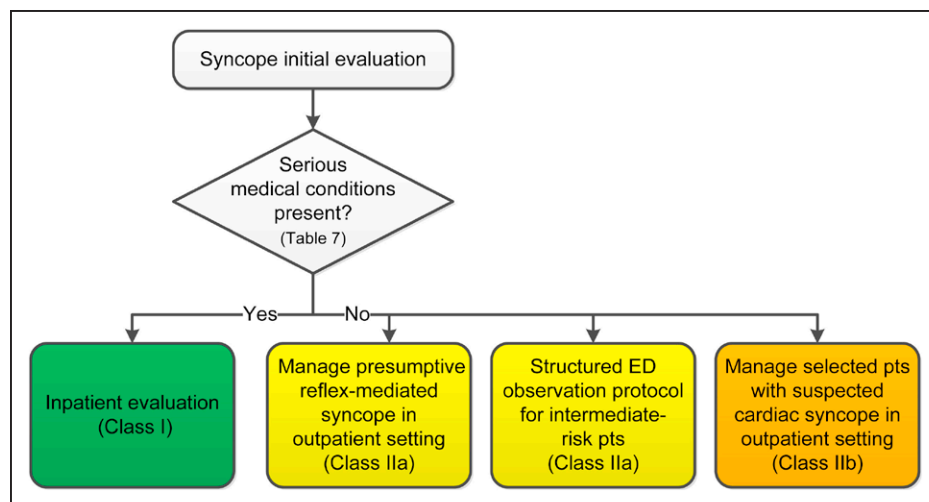 Syncope initial evaluation
Serious
medical conditions
present?
(Table 7)
Yes
No
Inpatient evaluation
(Class I)
Manage presumptive
reflex-mediated
syncope in
outpatient setting
(Class IIa)
Structured ED
observation protocol
for intermediate-
risk pts
(Class IIa)
Manage selected pts
with suspected
cardiac syncope in
outpatient setting
(Class IIb)